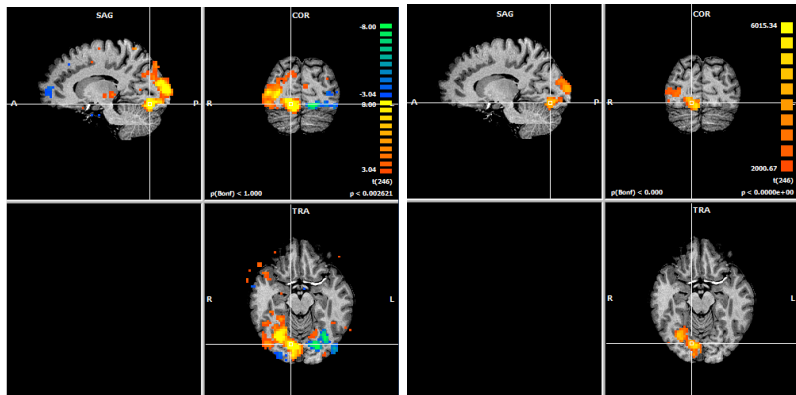 SAG
COR
-8.00
-3.04
8.00
3.04
t(246)
p(Bonf) < 1.000
p < 0.002621
A
P
R
TRA
R
L
SAG
COR
6015.34
2000.67
t(246)
p(Bonf) < 0.000
p < 0.0000e+00
A
P
R
TRA
R
L